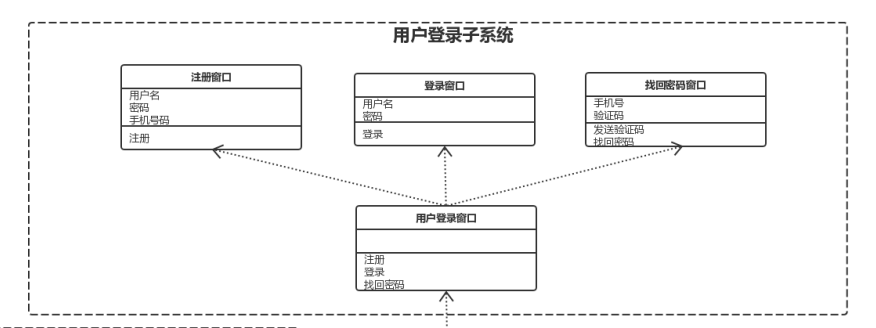 用户登录子系统
注册窗口
用户名
密码
手机号码
注册
登录窗口
用户名
密码
登录
找回密码窗口
手机号
验证码
发送验证码
找回密码
用户登录窗口
注册
登录
找回密码